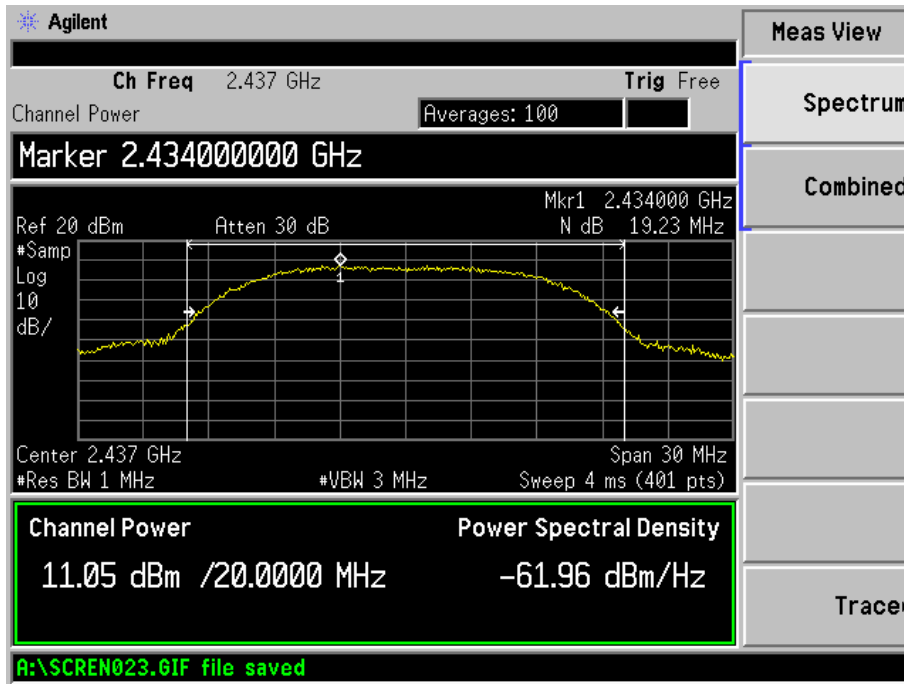 Agilent
Meas View
Ch Freq 2.437 GHz Trig Free
Channel Power Averages: 100
Spectrum
Marker 2.434000000 GHz
Combined
Mkr1 2.434000 GHz
Ref 20 dBm Atten 30 dB N dB 19.23 MHz
#Samp
Log
10
dB/
1
Center 2.437 GHz Span 30 MHz
#Res BW 1 MHz #VBW 3 MHz Sweep 4 ms (401 pts)
Channel Power Power Spectral Density
11.05 dBm /20.0000 MHz -61.96 dBm/Hz
Trace
A:\SCREN023.GIF file saved